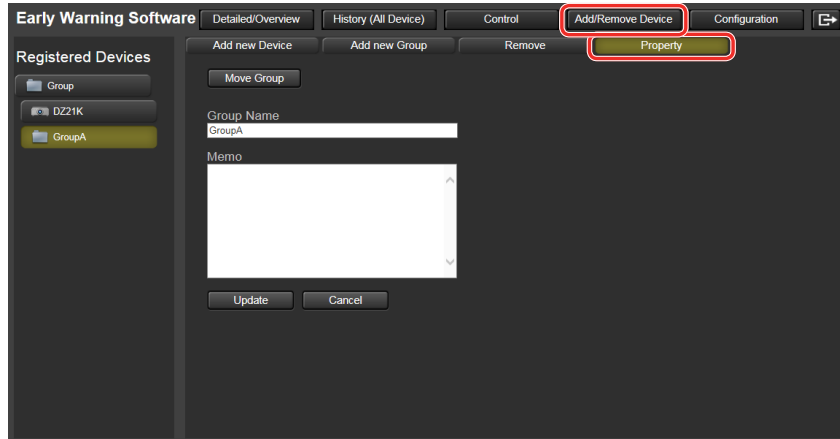 Early Warning Software Detailed/Overview History (All Device) Control Add/Remove Device Configuration
Add new Device Add new Group Remove Property
Registered Devices
Group
DZ21K
GroupA
Move Group
Group Name
GroupA
Memo
Update Cancel